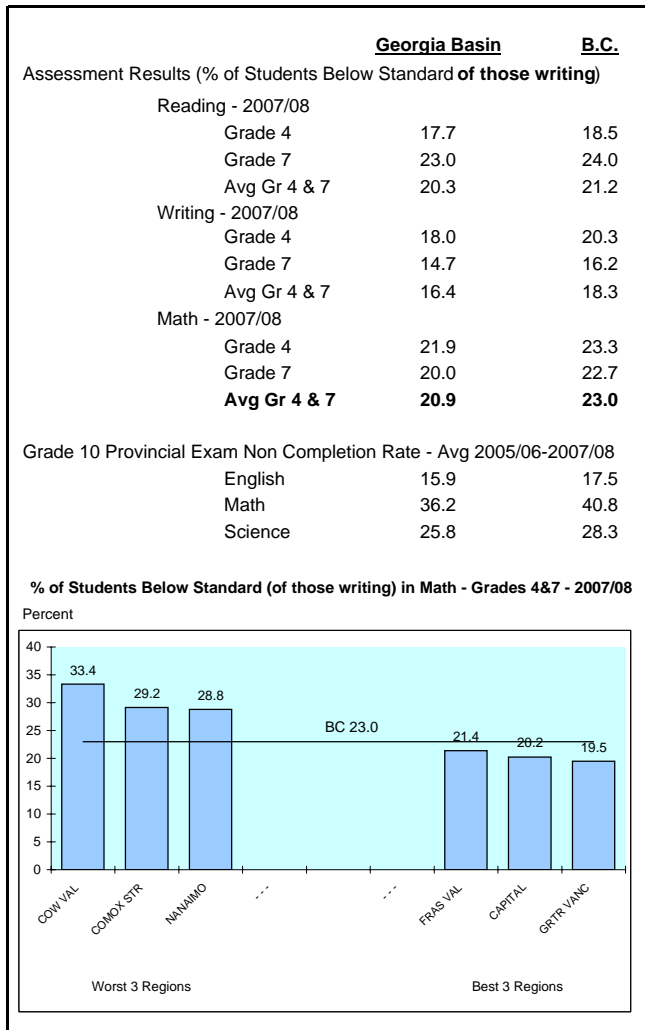 Georgia Basin B.C.
Assessment Results (% of Students Below Standard of those writing)
Reading - 2007/08
Grade 4 17.7 18.5
Grade 7 23.0 24.0
Avg Gr 4 & 7 20.3 21.2
Writing - 2007/08
Grade 4 18.0 20.3
Grade 7 14.7 16.2
Avg Gr 4 & 7 16.4 18.3
Math - 2007/08
Grade 4 21.9 23.3
Grade 7 20.0 22.7
Avg Gr 4 & 7 20.9 23.0
Grade 10 Provincial Exam Non Completion Rate - Avg 2005/06-2007/08
English 15.9 17.5
Math 36.2 40.8
Science 25.8 28.3
% of Students Below Standard (of those writing) in Math - Grades 4&7 - 2007/08
Percent
40
35
30
25
20
15
10
5
0
33.4
29.2
28.8
BC 23.0
21.4
20.2
19.5
COW VAL
COMOX STR
NANAIMO
- - -
- - -
FRAS VAL
CAPITAL
GRTR VANC
Worst 3 Regions Best 3 Regions